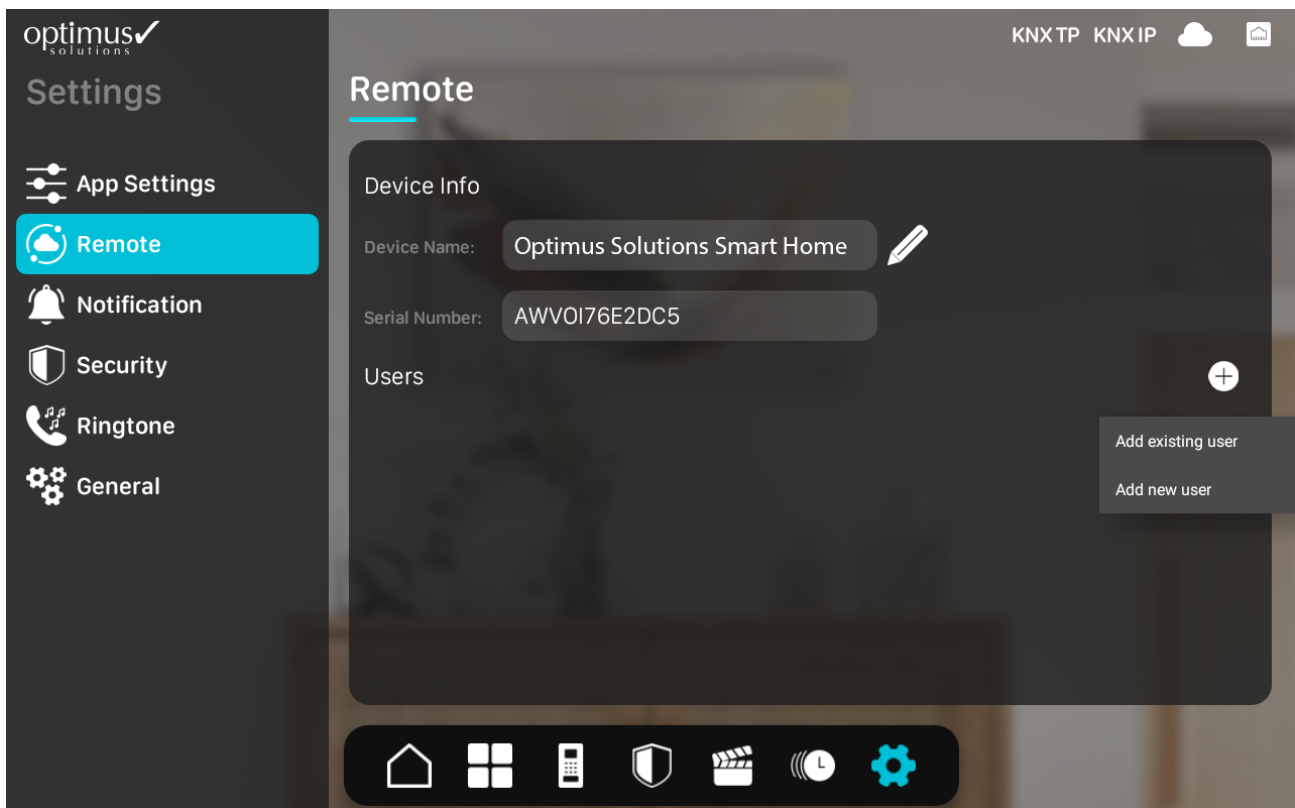 optimus✓
solutions
KNX TP KNX IP
Settings
App Settings
Remote
Notification
Security
Ringtone
General
Remote
Device Info
Device Name: Optimus Solutions Smart Home
Serial Number: AWVOI76E2DC5
Users
Add existing user
Add new user